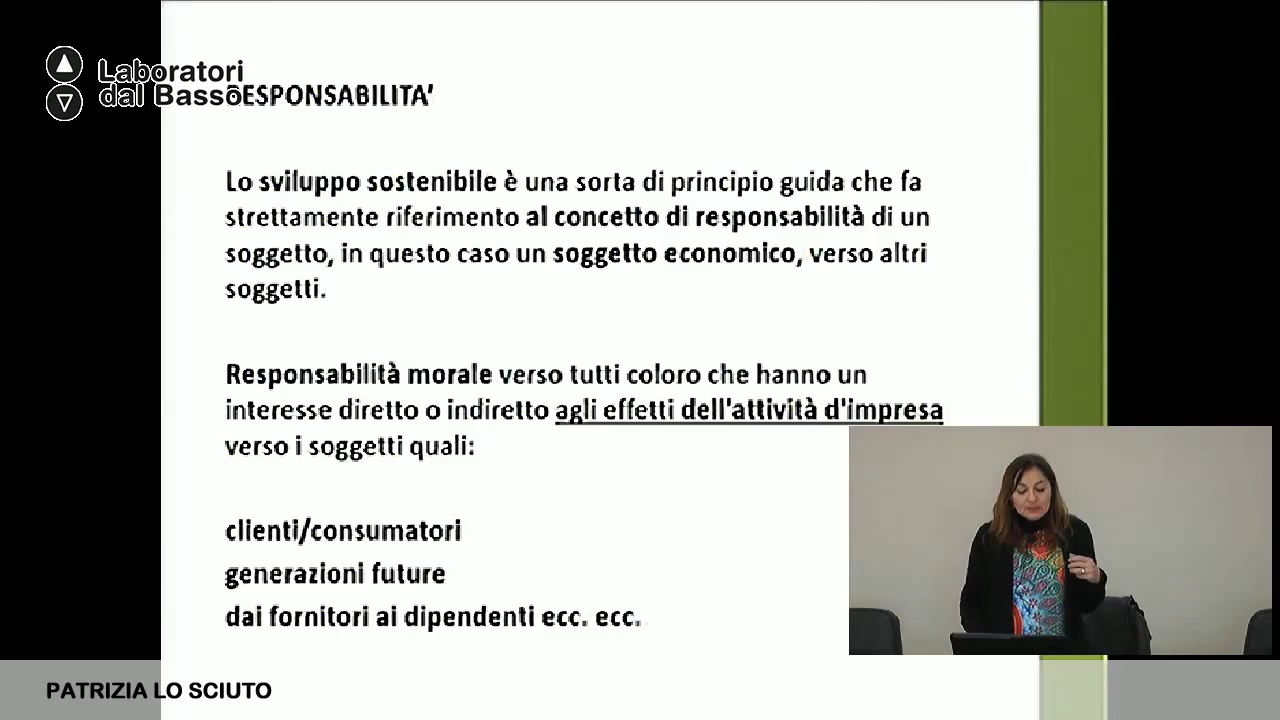 Laboratori
dal Basso
RESPONSABILITA'
Lo sviluppo sostenibile è una sorta di principio guida che fa
strettamente riferimento al concetto di responsabilità di un
soggetto, in questo caso un soggetto economico, verso altri
soggetti.
Responsabilità morale verso tutti coloro che hanno un
interesse diretto o indiretto agli effetti dell'attività d'impresa
verso i soggetti quali:
clienti/consumatori
generazioni future
dai fornitori ai dipendenti ecc. ecc.
PATRIZIA LO SCIUTO